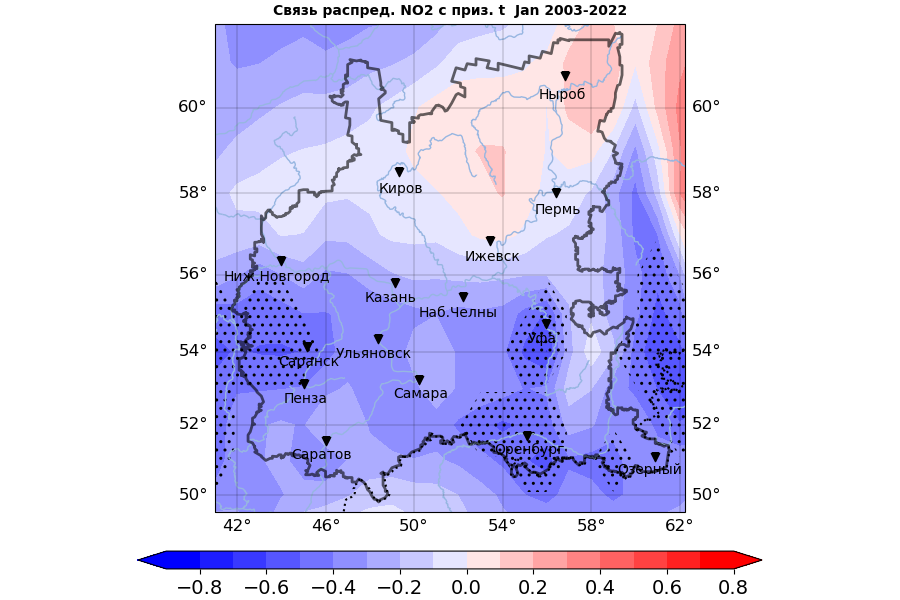 Связь распред. NO2 с приз. t Jan 2003-2022
60° 60°
Ныроб
58° 58°
Киров
Пермь
Ижевск
56° 56°
Ниж.Новгород
Казань
Наб.Челны
Уфа
54° 54°
Саранск
Ульяновск
Самара
Пенза
52° 52°
Оренбург
Саратов
Озерный
50° 50°
42° 46° 50° 54° 58° 62°
−0.8 −0.6 −0.4 −0.2 0.0 0.2 0.4 0.6 0.8